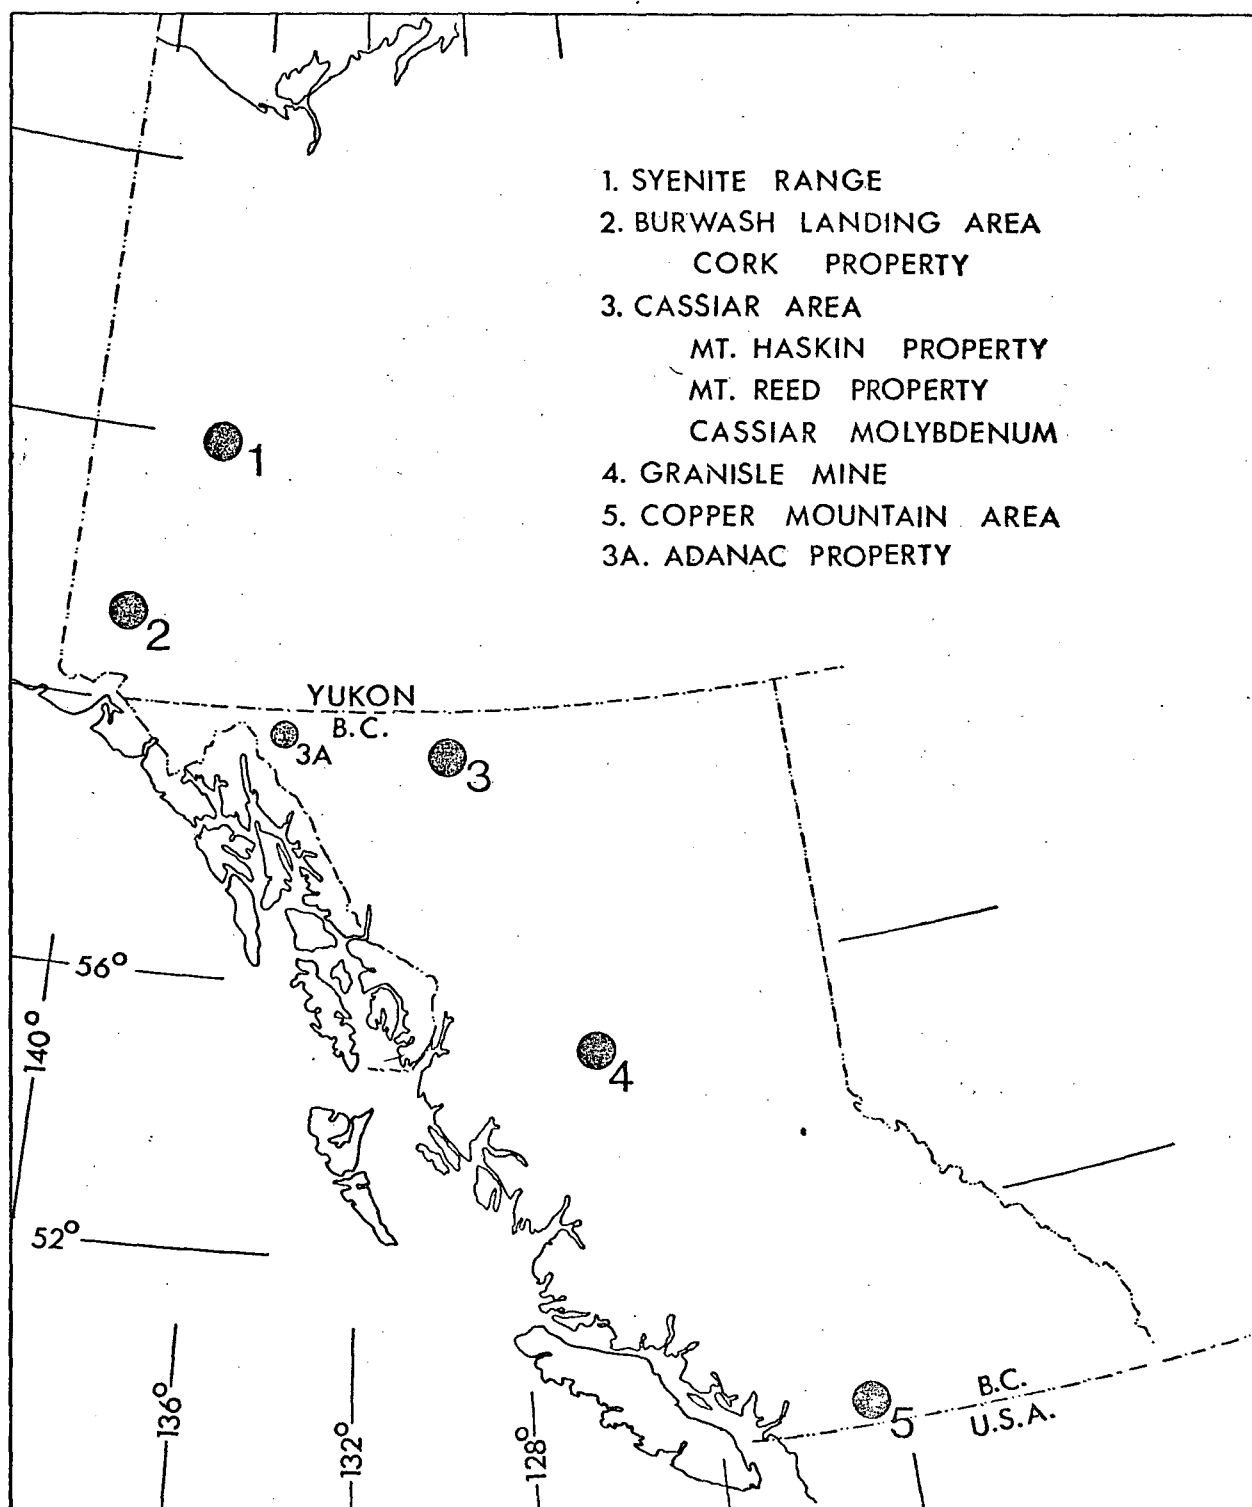 1. SYENITE RANGE
2. BURWASH LANDING AREA
CORK PROPERTY
3. CASSIAR AREA
MT. HASKIN PROPERTY
MT. REED PROPERTY
CASSIAR MOLYBDENUM
4. GRANISLE MINE
5. COPPER MOUNTAIN AREA
3A. ADANAC PROPERTY
1
2
YUKON
B.C.
3A
3
56°
140°
4
52°
136°
132°
128°
5
B.C.
U.S.A.